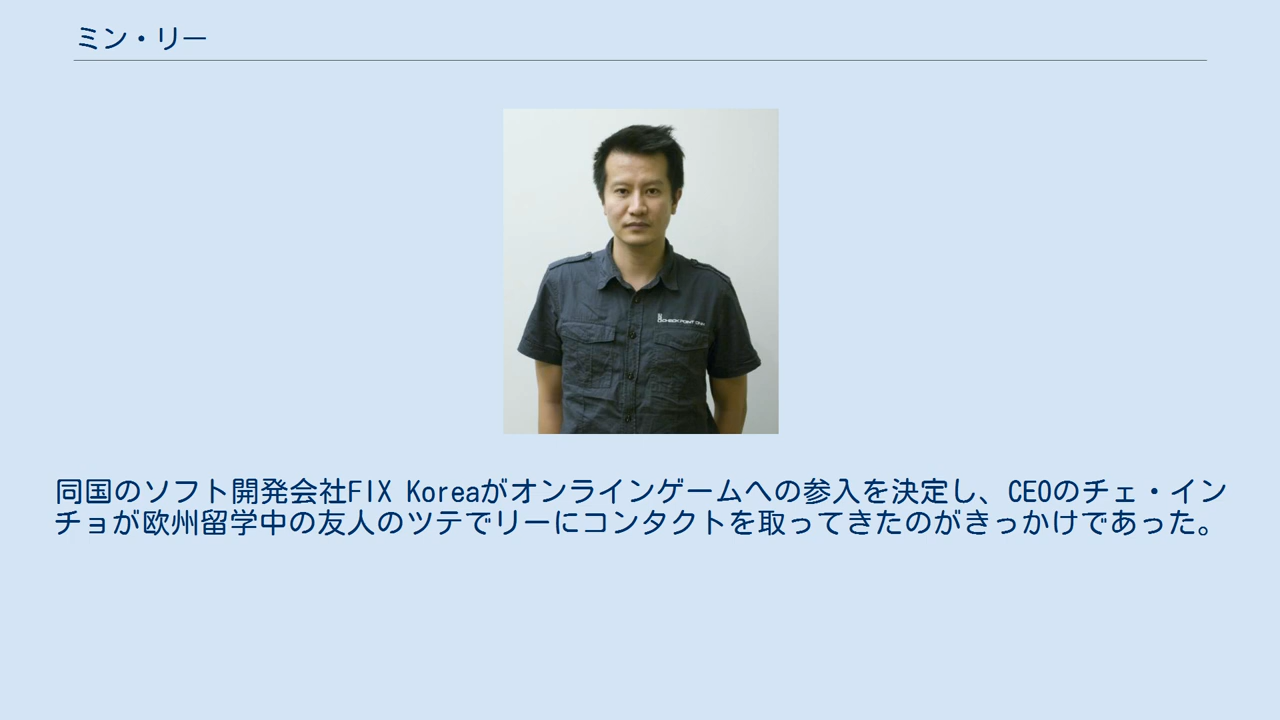 ミン・リー
同国のソフト開発会社FIX Koreaがオンラインゲームへの参入を決定し、CEOのチェ・イン
チョが欧州留学中の友人のツテでリーにコンタクトを取ってきたのがきっかけであった。